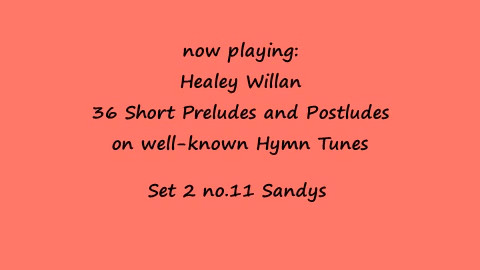 now playing:
Healey Willan
36 Short Preludes and Postludes
on well-known Hymn Tunes
Set 2 no.11 Sandys